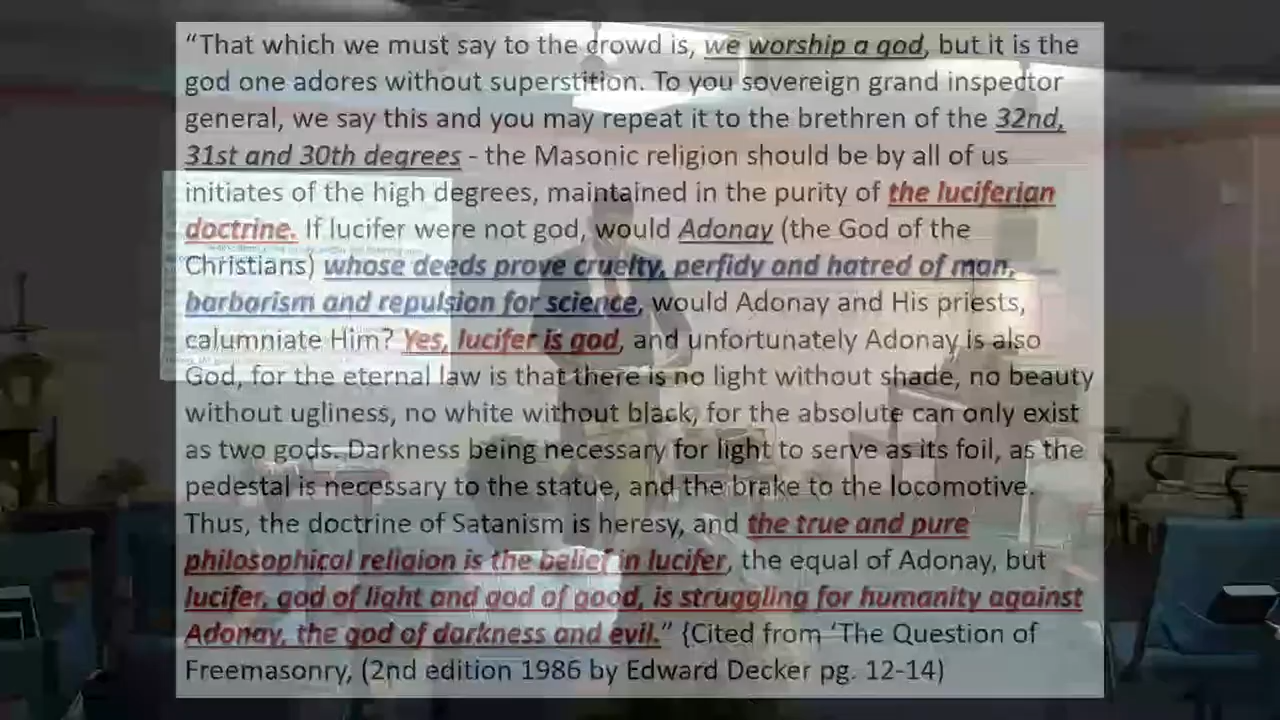 “That which we must say to the crowd is, we worship a god, but it is the
god one adores without superstition. To you sovereign grand inspector
general, we say this and you may repeat it to the brethren of the 32nd,
31st and 30th degrees - the Masonic religion should be by all of us
initiates of the high degrees, maintained in the purity of the luciferian
doctrine. If lucifer were not god, would Adonay (the God of the
Christians) whose deeds prove cruelty, perfidy and hatred of man,
barbarism and repulsion for science, would Adonay and His priests,
calumniate Him? Yes, lucifer is god, and unfortunately Adonay is also
God, for the eternal law is that there is no light without shade, no beauty
without ugliness, no white without black, for the absolute can only exist
as two gods. Darkness being necessary for light to serve as its foil, as the
pedestal is necessary to the statue, and the brake to the locomotive.
Thus, the doctrine of Satanism is heresy, and the true and pure
philosophical religion is the belief in lucifer, the equal of Adonay, but
lucifer, god of light and god of good, is struggling for humanity against
Adonay, the god of darkness and evil.” {Cited from ‘The Question of
Freemasonry, (2nd edition 1986 by Edward Decker pg. 12-14)